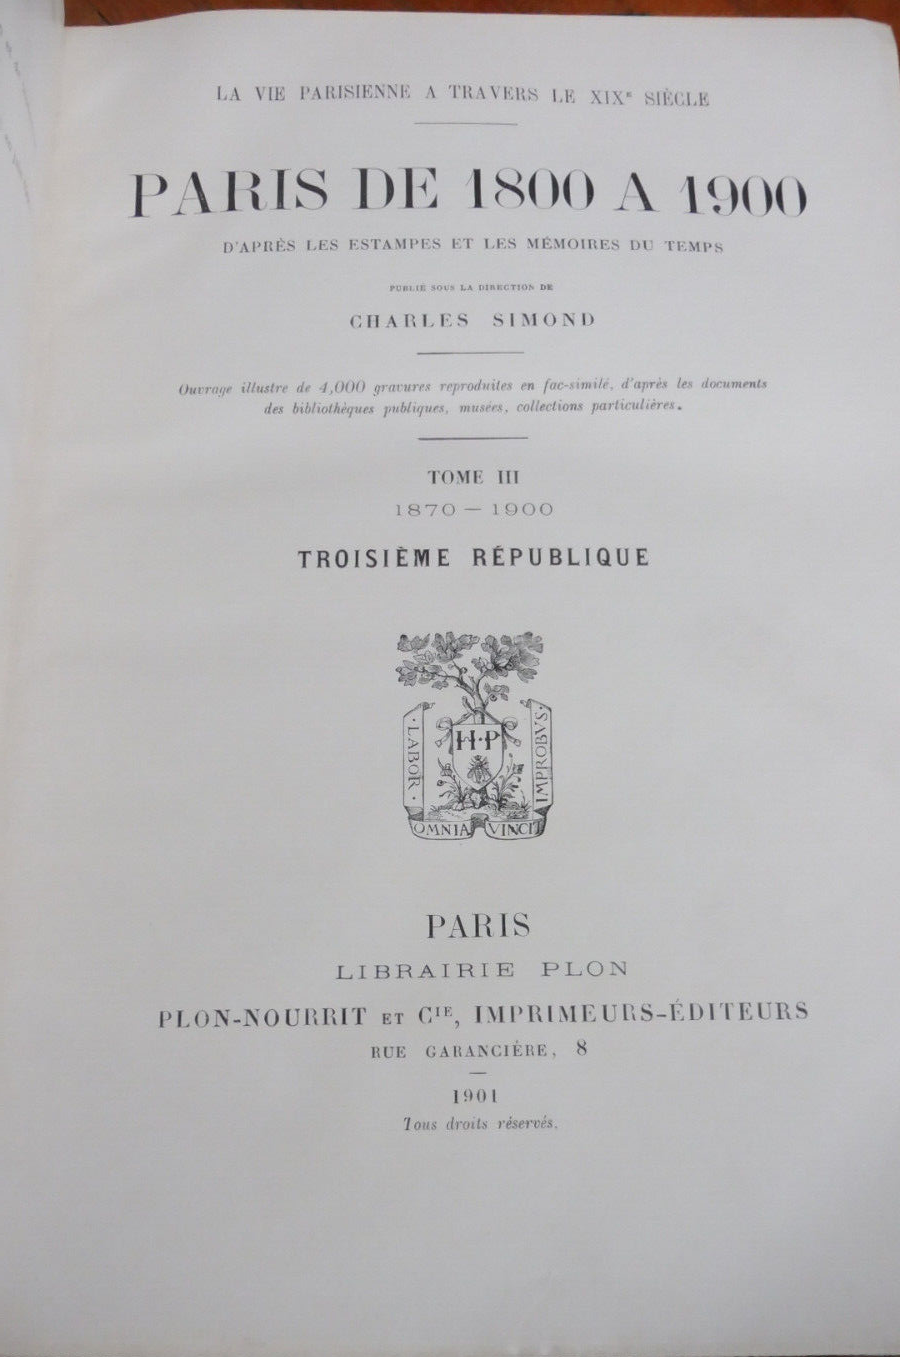 LA VIE PARISIENNE A TRAVERS LE XIXᵉ SIÈCLE
PARIS DE 1800 A 1900
D'APRÈS LES ESTAMPES ET LES MÉMOIRES DU TEMPS
PUBLIÉ SOUS LA DIRECTION DE
CHARLES SIMOND
Ouvrage illustre de 4,000 gravures reproduites en fac-similé, d'après les documents
des bibliothèques publiques, musées, collections particulières.
TOME III
1870 — 1900
TROISIÈME RÉPUBLIQUE
· LABOR ·
H·P
IMPROBVS·
OMNIA VINCIT
PARIS
LIBRAIRIE PLON
PLON-NOURRIT ET Cᴵᴱ, IMPRIMEURS-ÉDITEURS
RUE GARANCIÈRE, 8
1901
Tous droits réservés.